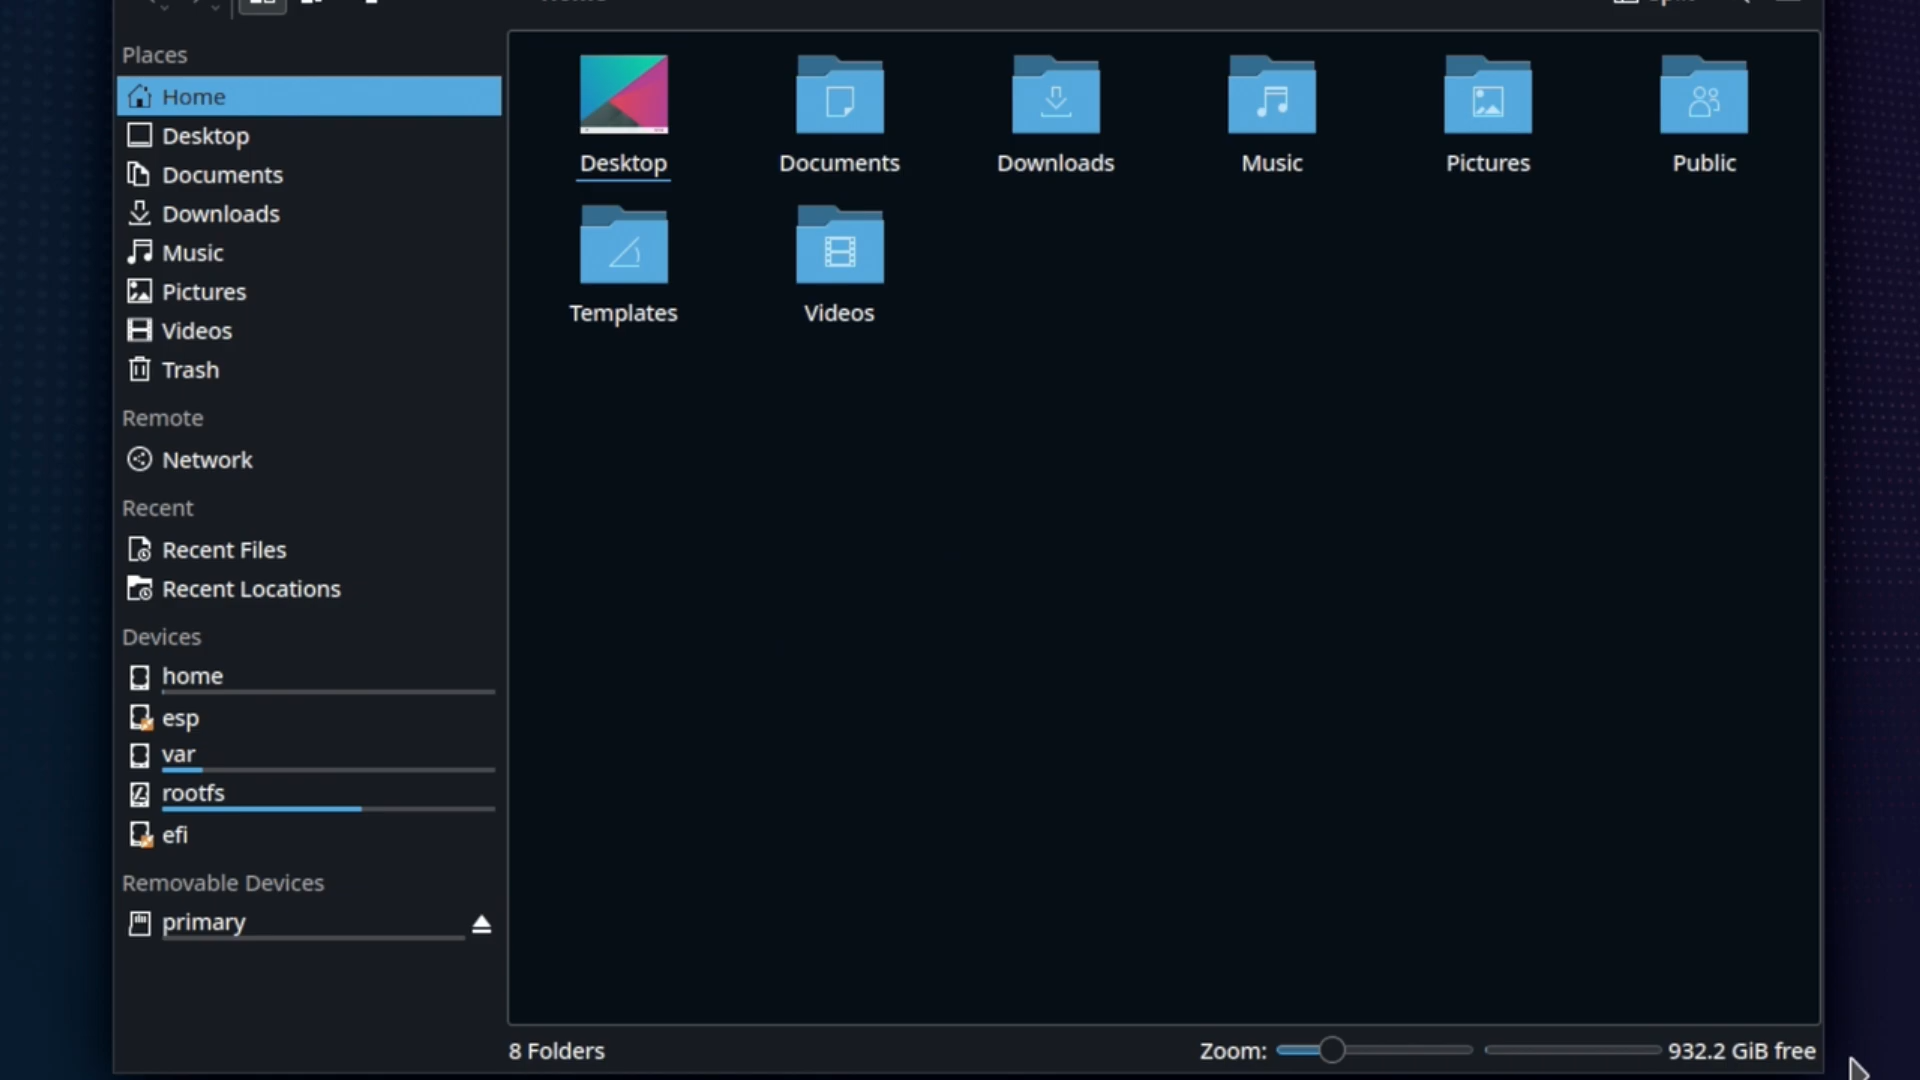 Places
Home
Desktop
Documents
Downloads
Music
Pictures
Videos
Trash
Remote
Network
Recent
Recent Files
Recent Locations
Devices
home
esp
var
rootfs
efi
Removable Devices
primary
Desktop
Documents
Downloads
Music
Pictures
Public
Templates
Videos
8 Folders
Zoom:
932.2 GiB free